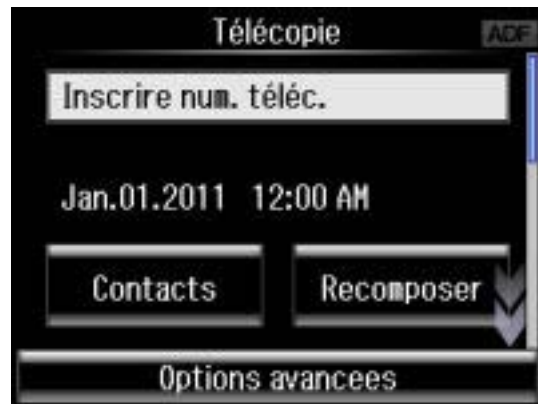 Télécopie ADF
Inscrire num. téléc.
Jan.01.2011 12:00 AM
Contacts Recomposer
Options avancees